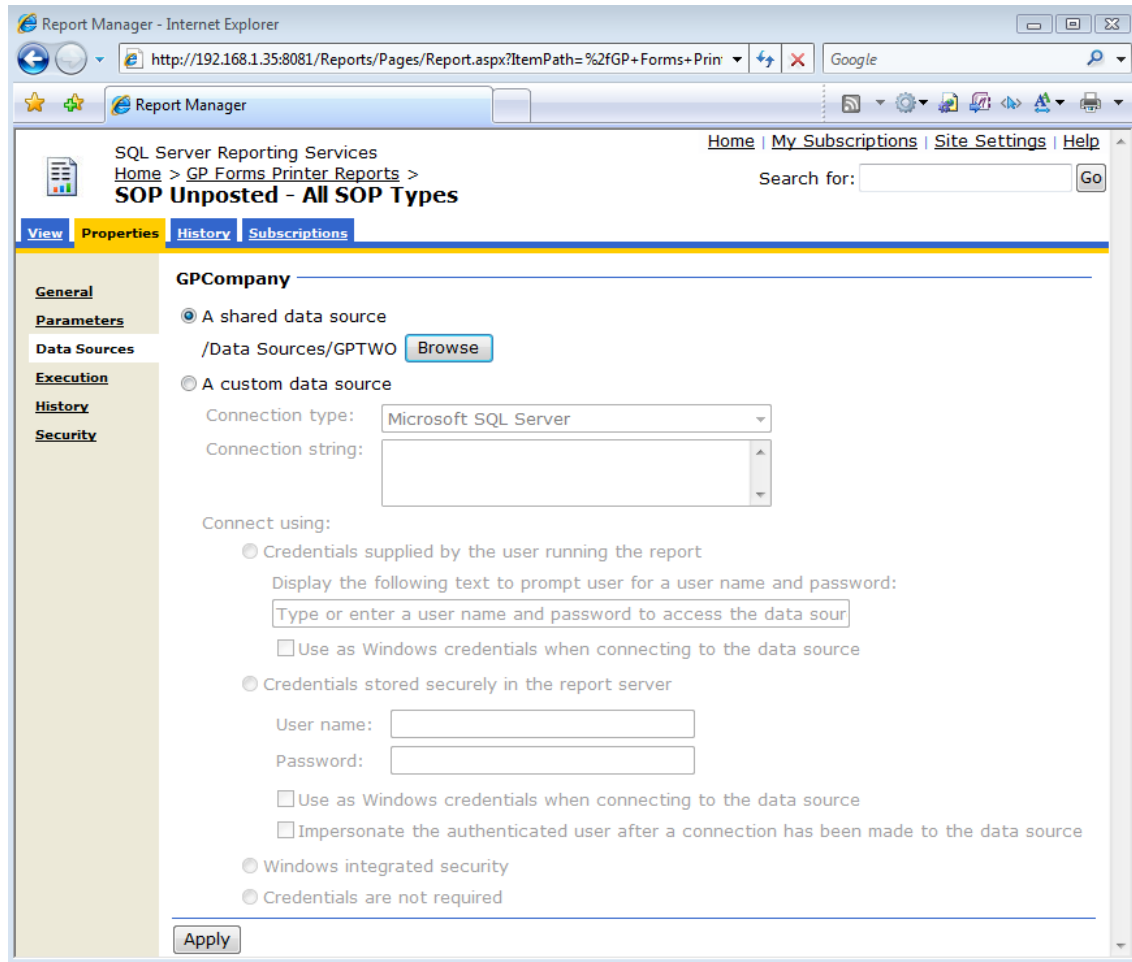 Report Manager - Internet Explorer
http://192.168.1.35:8081/Reports/Pages/Report.aspx?ItemPath=%2fGP+Forms+Prin
Google
Report Manager
Home | My Subscriptions | Site Settings | Help
SQL Server Reporting Services
Home > GP Forms Printer Reports >
Search for:
Go
SOP Unposted - All SOP Types
View Properties History Subscriptions
General
Parameters
Data Sources
Execution
History
Security
GPCompany
A shared data source
/Data Sources/GPTWO Browse
A custom data source
Connection type: Microsoft SQL Server
Connection string:
Connect using:
Credentials supplied by the user running the report
Display the following text to prompt user for a user name and password:
Type or enter a user name and password to access the data sour
Use as Windows credentials when connecting to the data source
Credentials stored securely in the report server
User name:
Password:
Use as Windows credentials when connecting to the data source
Impersonate the authenticated user after a connection has been made to the data source
Windows integrated security
Credentials are not required
Apply